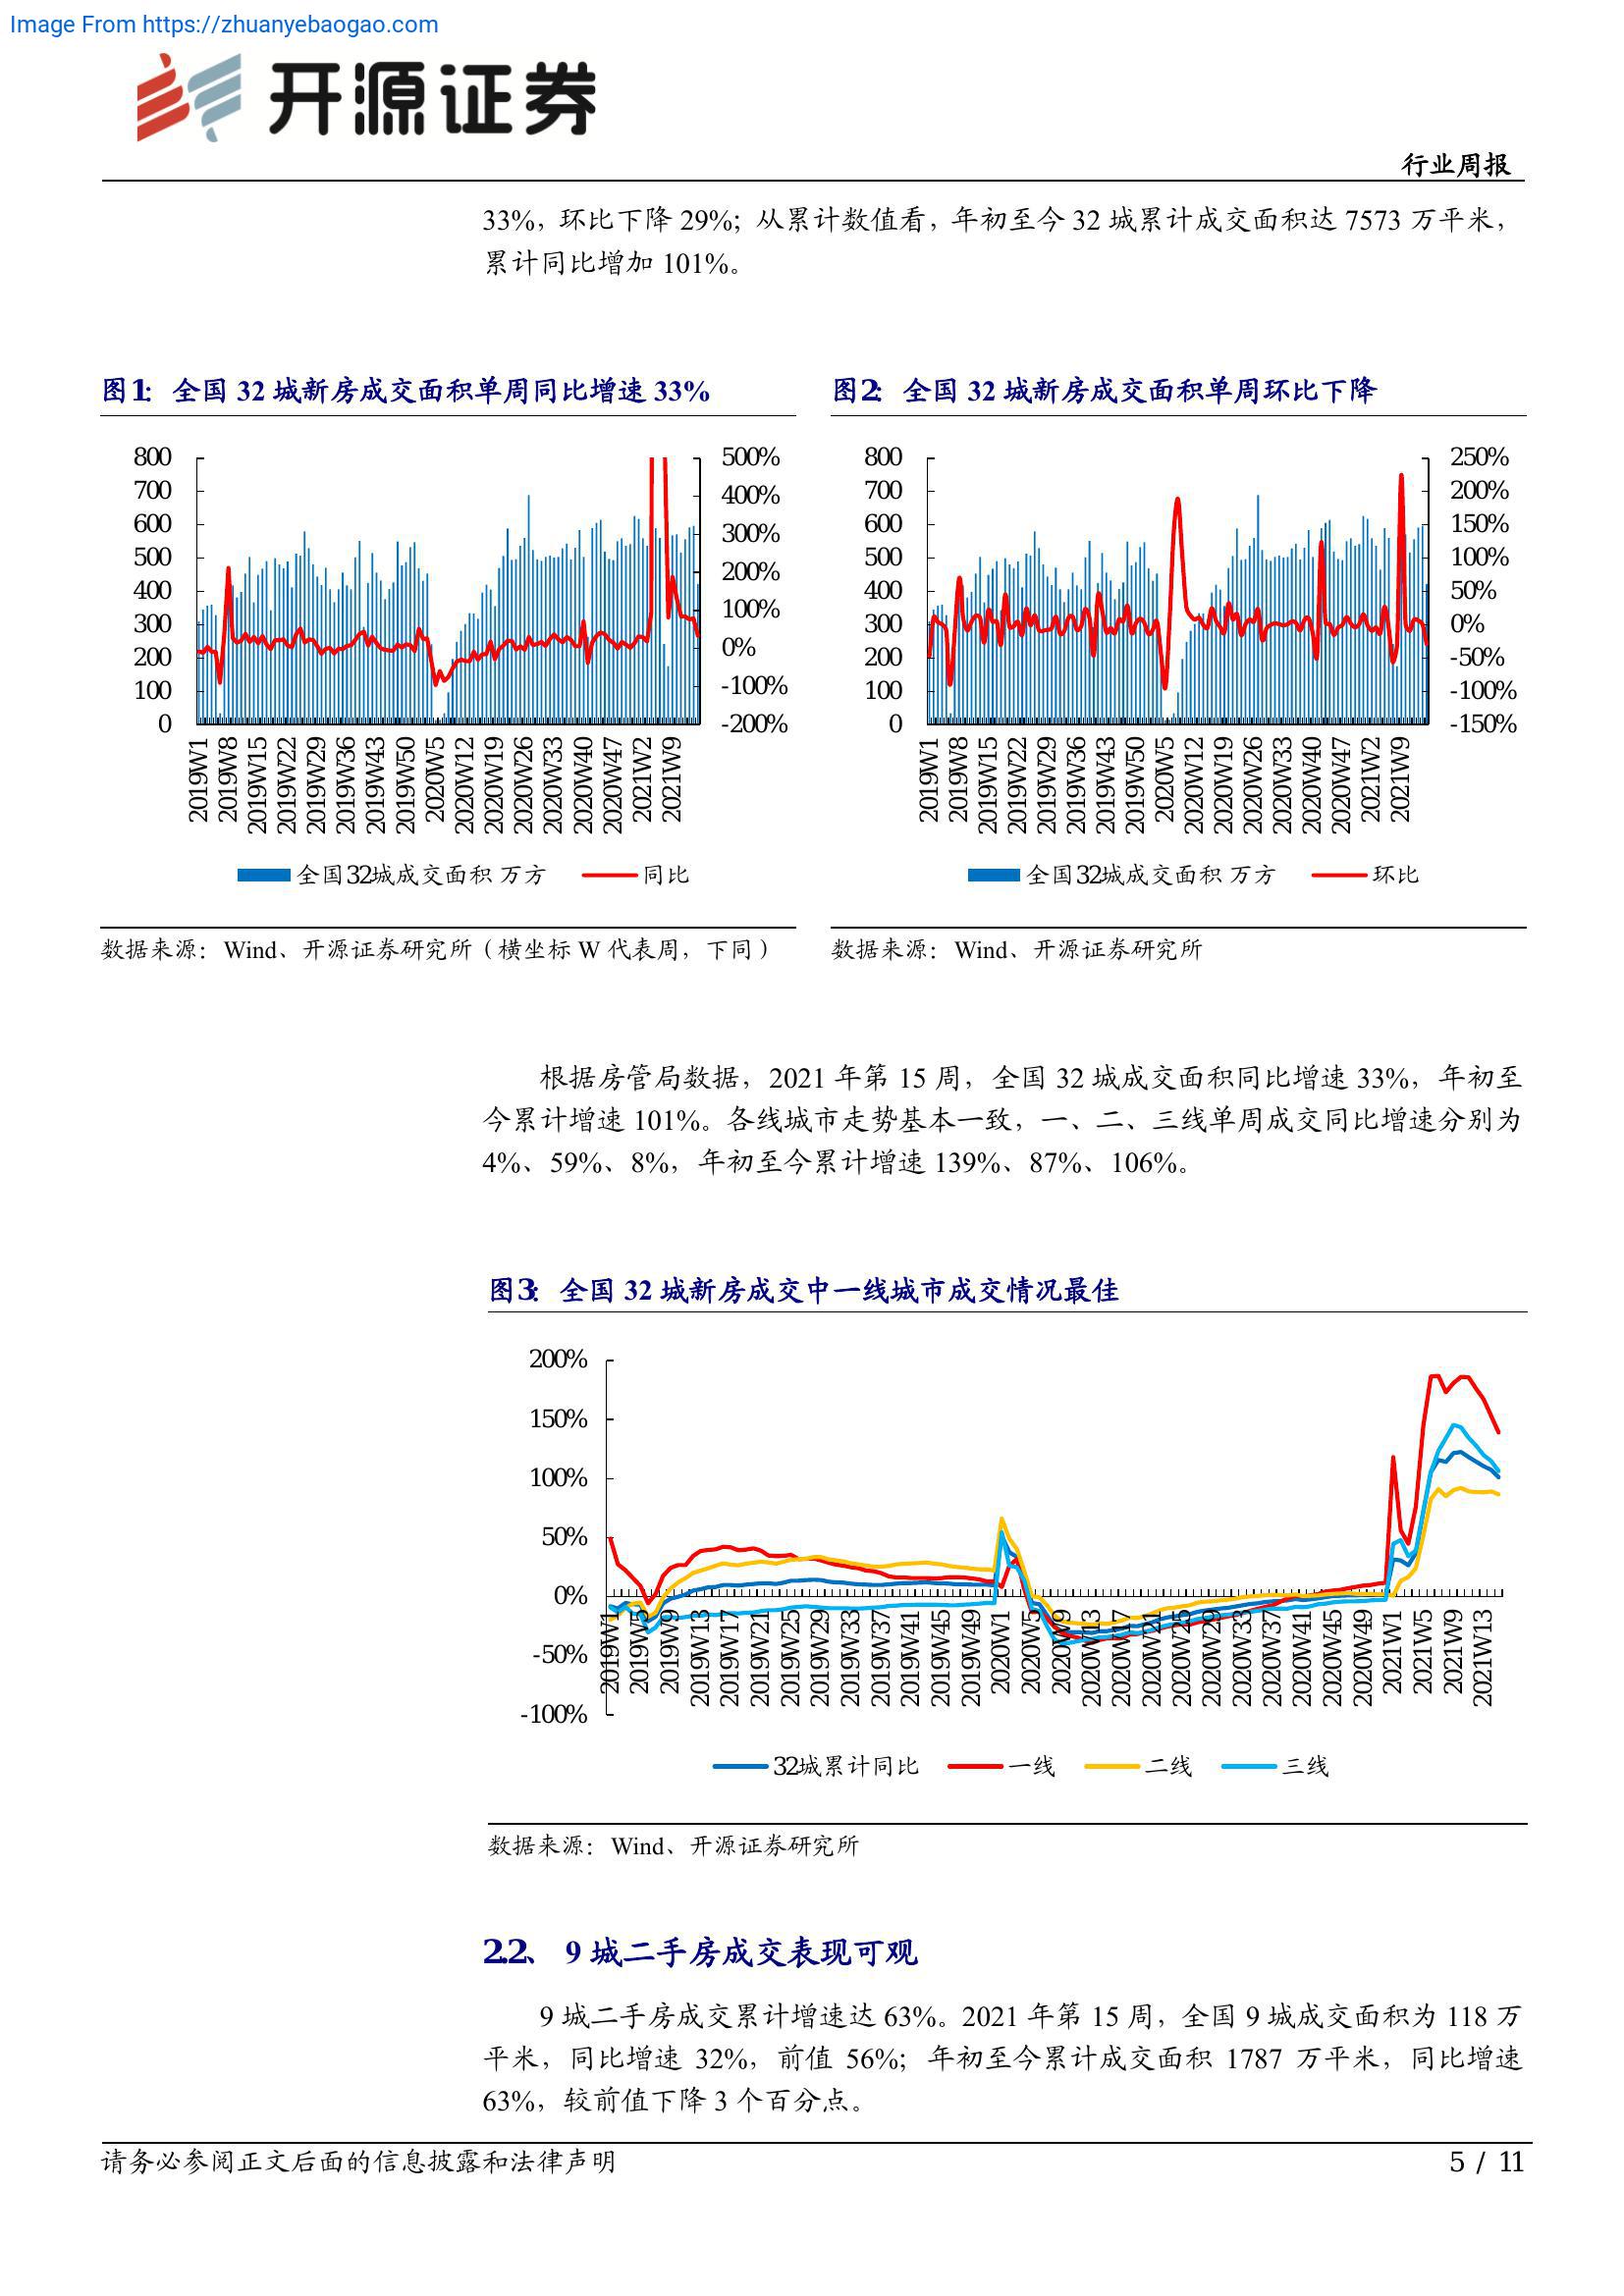 Image From https://zhuanyebaogao.com
开源证券
行业周报
33%，环比下降 29%；从累计数值看，年初至今 32 城累计成交面积达 7573 万平米，
累计同比增加 101%。
图1： 全国 32 城新房成交面积单周同比增速 33%
800
700
600
500
400
300
200
100
0
500%
400%
300%
200%
100%
0%
-100%
-200%
2019W1
2019W8
2019W15
2019W22
2019W29
2019W36
2019W43
2019W50
2020W5
2020W12
2020W19
2020W26
2020W33
2020W40
2020W47
2021W2
2021W9
全国32城成交面积 万方 同比
数据来源：Wind、开源证券研究所（横坐标 W 代表周，下同）
图2： 全国 32 城新房成交面积单周环比下降
800
700
600
500
400
300
200
100
0
250%
200%
150%
100%
50%
0%
-50%
-100%
-150%
2019W1
2019W8
2019W15
2019W22
2019W29
2019W36
2019W43
2019W50
2020W5
2020W12
2020W19
2020W26
2020W33
2020W40
2020W47
2021W2
2021W9
全国32城成交面积 万方 环比
数据来源：Wind、开源证券研究所
根据房管局数据，2021 年第 15 周，全国 32 城成交面积同比增速 33%，年初至
今累计增速 101%。各线城市走势基本一致，一、二、三线单周成交同比增速分别为
4%、59%、8%，年初至今累计增速 139%、87%、106%。
图3： 全国 32 城新房成交中一线城市成交情况最佳
200%
150%
100%
50%
0%
-50%
-100%
2019W1
2019W5
2019W9
2019W13
2019W17
2019W21
2019W25
2019W29
2019W33
2019W37
2019W41
2019W45
2019W49
2020W1
2020W5
2020W9
2020W13
2020W17
2020W21
2020W25
2020W29
2020W33
2020W37
2020W41
2020W45
2020W49
2021W1
2021W5
2021W9
2021W13
32城累计同比 一线 二线 三线
数据来源：Wind、开源证券研究所
2.2、 9 城二手房成交表现可观
9 城二手房成交累计增速达 63%。2021 年第 15 周，全国 9 城成交面积为 118 万
平米，同比增速 32%，前值 56%；年初至今累计成交面积 1787 万平米，同比增速
63%，较前值下降 3 个百分点。
请务必参阅正文后面的信息披露和法律声明
5 / 11